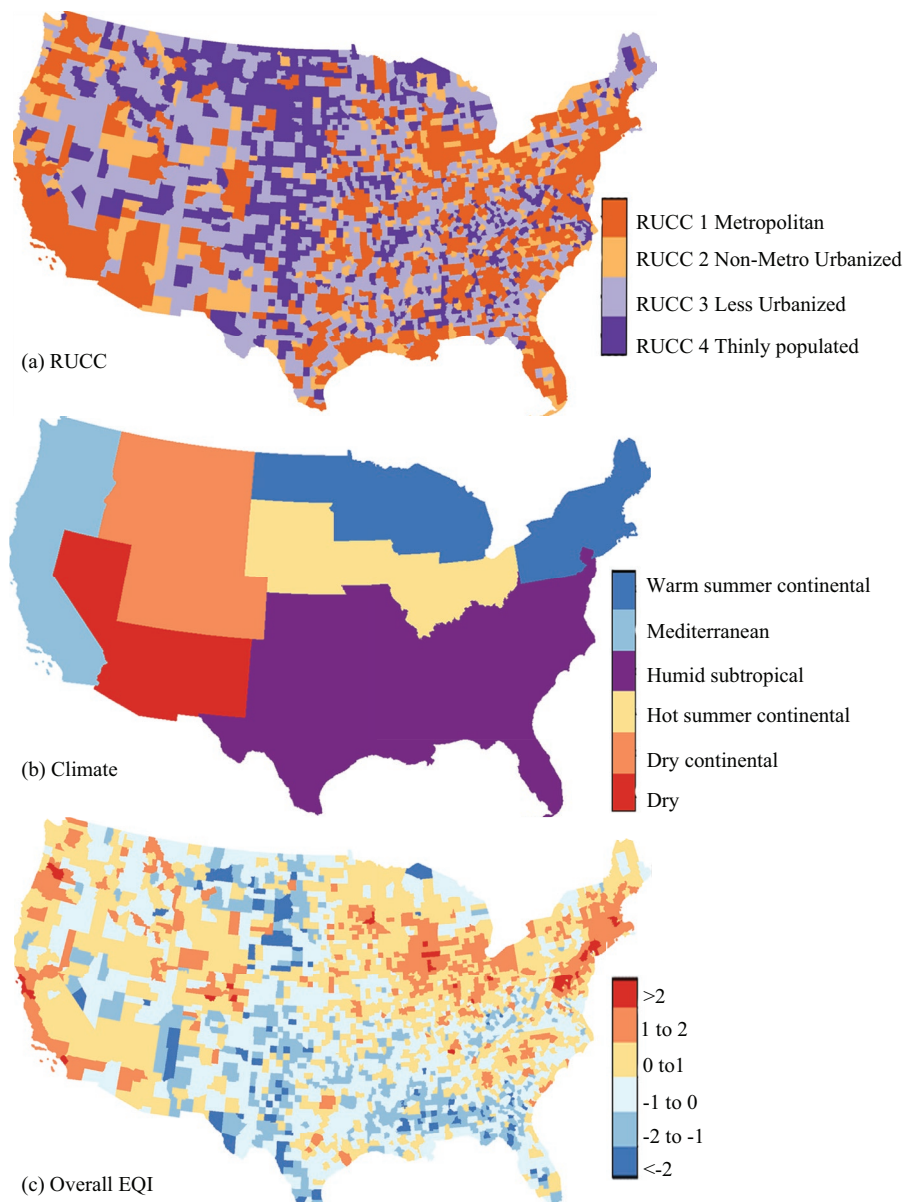 RUCC 1 Metropolitan
RUCC 2 Non-Metro Urbanized
RUCC 3 Less Urbanized
RUCC 4 Thinly populated
(a) RUCC
Warm summer continental
Mediterranean
Humid subtropical
Hot summer continental
Dry continental
Dry
(b) Climate
>2
1 to 2
0 to1
-1 to 0
-2 to -1
<-2
(c) Overall EQI